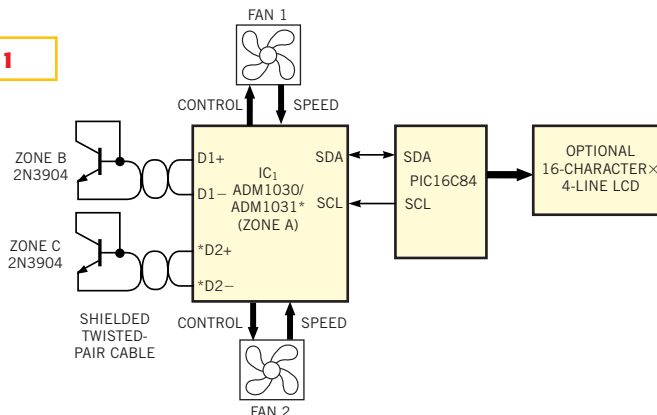 1
FAN 1
CONTROL
SPEED
ZONE B
2N3904
D1+
D1−
IC1
ADM1030/
ADM1031*
(ZONE A)
SDA
SCL
SDA
PIC16C84
SCL
OPTIONAL
16-CHARACTER×
4-LINE LCD
ZONE C
2N3904
*D2+
*D2−
SHIELDED
TWISTED-
PAIR CABLE
CONTROL
SPEED
FAN 2